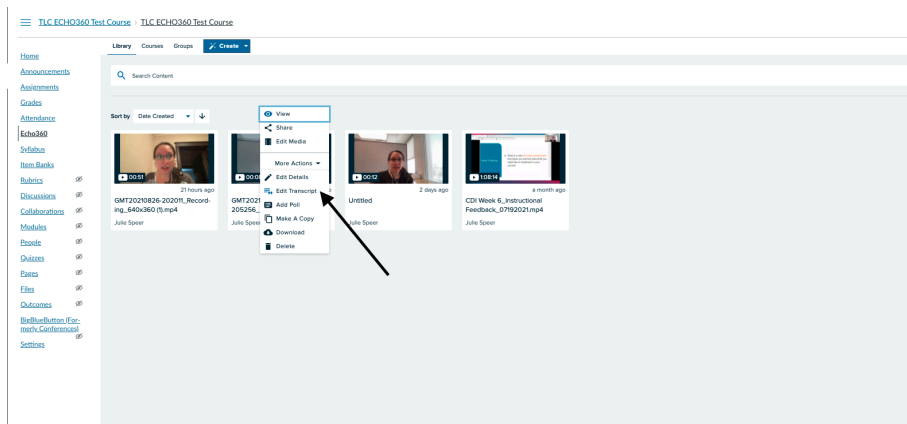 TLC ECHO360 Test Course › TLC ECHO360 Test Course
Library Courses Groups Create
Home
Announcements
Assignments
Grades
Attendance
Echo360
Syllabus
Item Banks
Rubrics
Discussions
Collaborations
Modules
People
Quizzes
Pages
Files
Outcomes
BigBlueButton (For-
merly Conferences)
Settings
Search Content
Sort by Date Created
View
Share
Edit Media
More Actions
Edit Details
Edit Transcript
Add Poll
Make A Copy
Download
Delete
00:51
21 hours ago
GMT20210826-202011_Record-
ing_640x360 (1).mp4
Julie Speer
GMT2021
205256_
Julie Speer
00:12
2 days ago
Untitled
Julie Speer
1:08:14
a month ago
CDI Week 6_Instructional
Feedback_07192021.mp4
Julie Speer